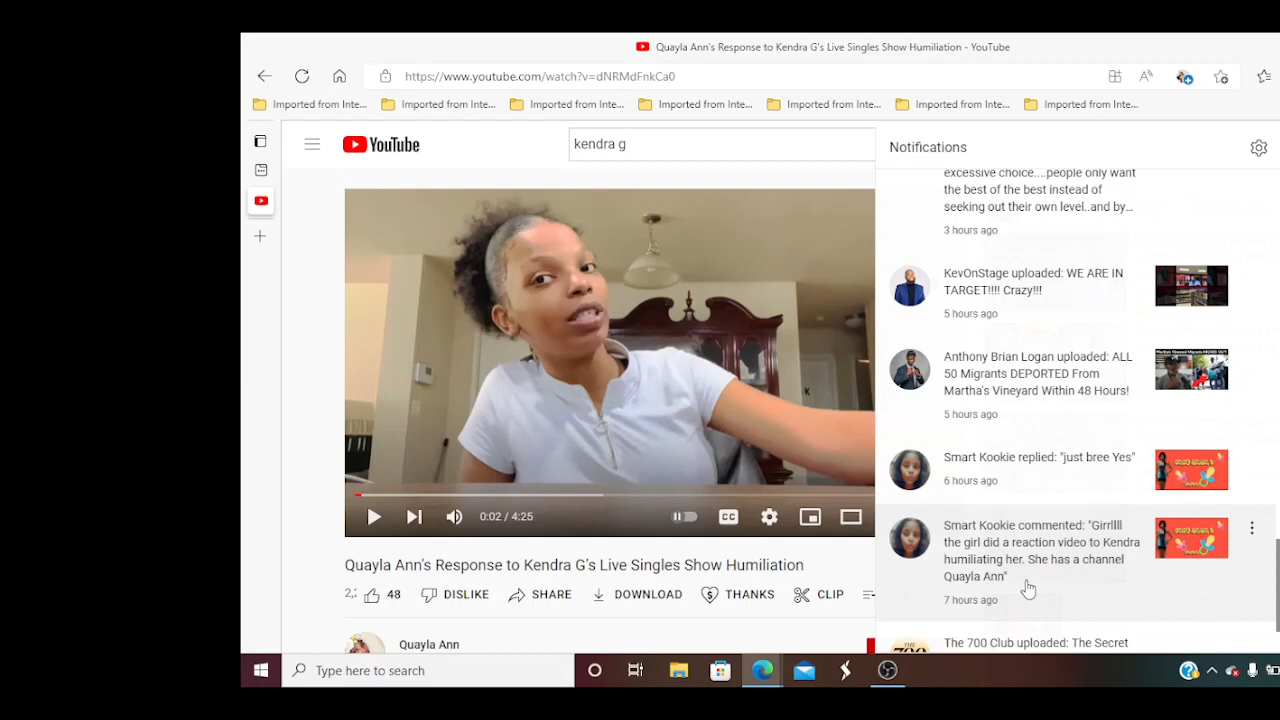 Quayla Ann's Response to Kendra G's Live Singles Show Humiliation - YouTube
https://www.youtube.com/watch?v=dNRMdFnkCa0
Imported from Inte... Imported from Inte... Imported from Inte... Imported from Inte... Imported from Inte... Imported from Inte... Imported from Inte...
YouTube
kendra g
Notifications
excessive choice....people only want
the best of the best instead of
seeking out their own level..and by...
3 hours ago
KevOnStage uploaded: WE ARE IN
TARGET!!!! Crazy!!!
5 hours ago
Anthony Brian Logan uploaded: ALL
50 Migrants DEPORTED From
Martha's Vineyard Within 48 Hours!
5 hours ago
Smart Kookie replied: "just bree Yes"
6 hours ago
Smart Kookie commented: "Girrllll
the girl did a reaction video to Kendra
humiliating her. She has a channel
Quayla Ann"
7 hours ago
The 700 Club uploaded: The Secret
0:02 / 4:25
CC
Quayla Ann's Response to Kendra G's Live Singles Show Humiliation
48 DISLIKE SHARE DOWNLOAD THANKS CLIP
Quayla Ann
Type here to search